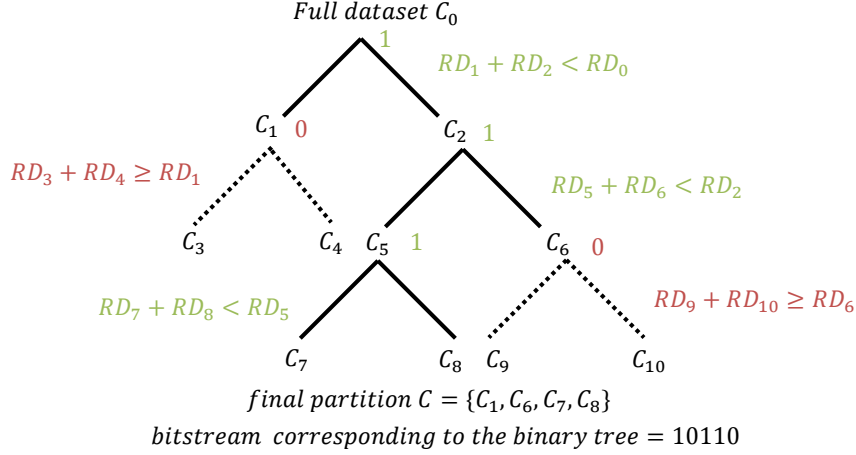 Full dataset C₀
1
RD₁ + RD₂ < RD₀
C₁ 0
C₂ 1
RD₃ + RD₄ ≥ RD₁
RD₅ + RD₆ < RD₂
C₃
C₄
C₅ 1
C₆ 0
RD₇ + RD₈ < RD₅
RD₉ + RD₁₀ ≥ RD₆
C₇
C₈
C₉
C₁₀
final partition C = {C₁, C₆, C₇, C₈}
bitstream corresponding to the binary tree = 10110